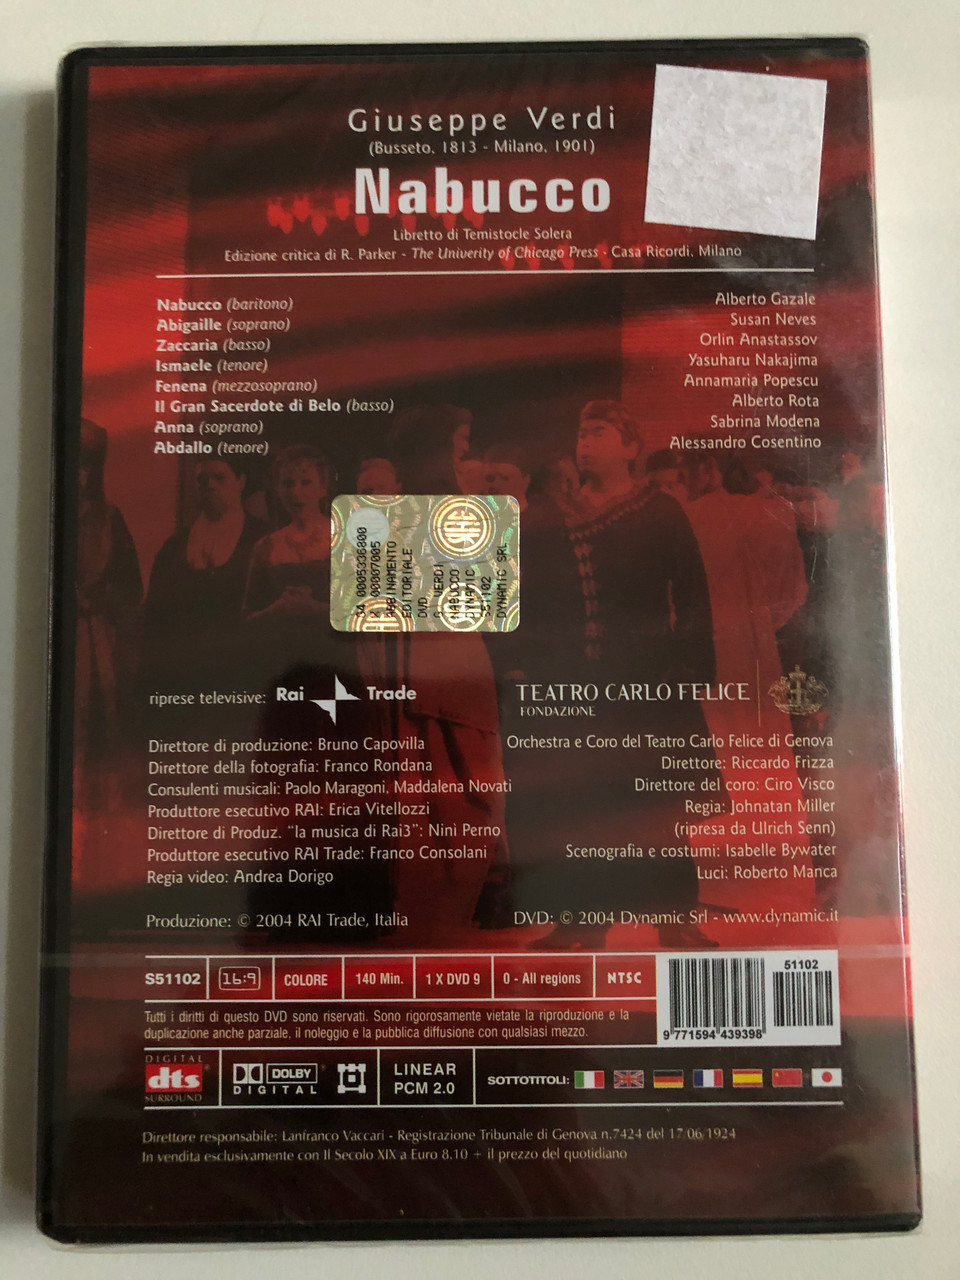 Giuseppe Verdi
(Busseto, 1813 - Milano, 1901)
Nabucco
Libretto di Temistocle Solera
Edizione critica di R. Parker - The Univerity of Chicago Press - Casa Ricordi, Milano
Nabucco (baritono) Alberto Gazale
Abigaille (soprano) Susan Neves
Zaccaria (basso) Orlin Anastassov
Ismaele (tenore) Yasuharu Nakajima
Fenena (mezzosoprano) Annamaria Popescu
Il Gran Sacerdote di Belo (basso) Alberto Rota
Anna (soprano) Sabrina Modena
Abdallo (tenore) Alessandro Cosentino
0005336800
00007005
ABBINAMENTO
EDITORIALE
DVD
G VERDI
NABUCCO
DYNAMIC
S51102
DYNAMIC SRL
riprese televisive: Rai Trade
TEATRO CARLO FELICE
FONDAZIONE
Direttore di produzione: Bruno Capovilla
Direttore della fotografia: Franco Rondana
Consulenti musicali: Paolo Maragoni, Maddalena Novati
Produttore esecutivo RAI: Erica Vitellozzi
Direttore di Produz. "la musica di Rai3": Ninì Perno
Produttore esecutivo RAI Trade: Franco Consolani
Regia video: Andrea Dorigo
Orchestra e Coro del Teatro Carlo Felice di Genova
Direttore: Riccardo Frizza
Direttore del coro: Ciro Visco
Regia: Johnatan Miller
(ripresa da Ulrich Senn)
Scenografia e costumi: Isabelle Bywater
Luci: Roberto Manca
Produzione: © 2004 RAI Trade, Italia
DVD: © 2004 Dynamic Srl - www.dynamic.it
S51102 16:9 COLORE 140 Min. 1 X DVD 9 0 - All regions NTSC
51102
9 771594 439398
Tutti i diritti di questo DVD sono riservati. Sono rigorosamente vietate la riproduzione e la
duplicazione anche parziale, il noleggio e la pubblica diffusione con qualsiasi mezzo.
DIGITAL
dts
SURROUND
DOLBY
DIGITAL
LINEAR
PCM 2.0
SOTTOTITOLI:
Direttore responsabile: Lanfranco Vaccari - Registrazione Tribunale di Genova n.7424 del 17/06/1924
In vendita esclusivamente con Il Secolo XIX a Euro 8.10 + il prezzo del quotidiano